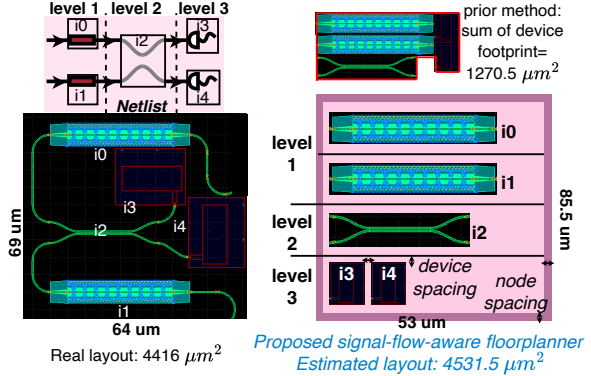 level 1 level 2 level 3
i0
i2
i3
i1
i4
Netlist
prior method:
sum of device
footprint=
1270.5 μm²
i0
i3
i4
i2
i1
69 um
64 um
Real layout: 4416 μm²
level
1
i0
i1
level
2
i2
level
3
i3 i4
device
spacing
node
spacing
85.5 um
53 um
Proposed signal-flow-aware floorplanner
Estimated layout: 4531.5 μm²